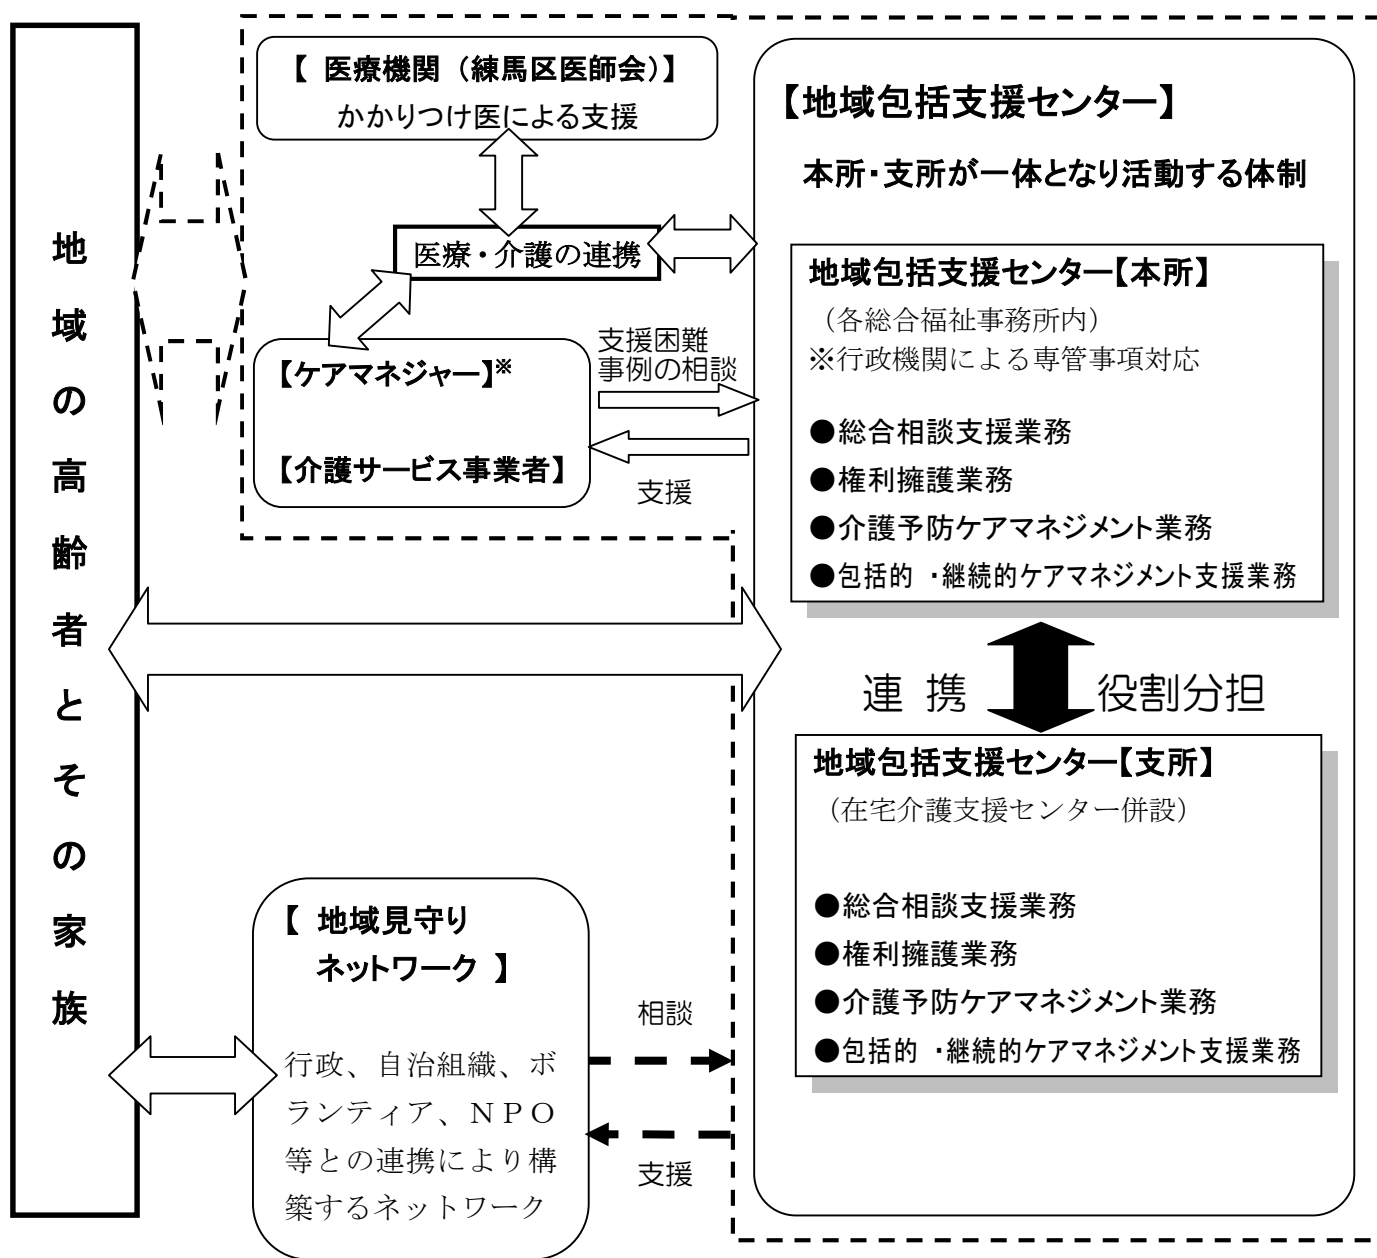 地域の高齢者とその家族
【 医療機関（練馬区医師会）】
かかりつけ医による支援
医療・介護の連携
【ケアマネジャー】※
【介護サービス事業者】
支援困難
事例の相談
支援
【地域包括支援センター】
本所・支所が一体となり活動する体制
地域包括支援センター【本所】
（各総合福祉事務所内）
※行政機関による専管事項対応
●総合相談支援業務
●権利擁護業務
●介護予防ケアマネジメント業務
●包括的 ・継続的ケアマネジメント支援業務
連 携
役割分担
地域包括支援センター【支所】
（在宅介護支援センター併設）
●総合相談支援業務
●権利擁護業務
●介護予防ケアマネジメント業務
●包括的 ・継続的ケアマネジメント支援業務
【 地域見守り
ネットワーク 】
行政、自治組織、ボ
ランティア、ＮＰＯ
等との連携により構
築するネットワーク
相談
支援